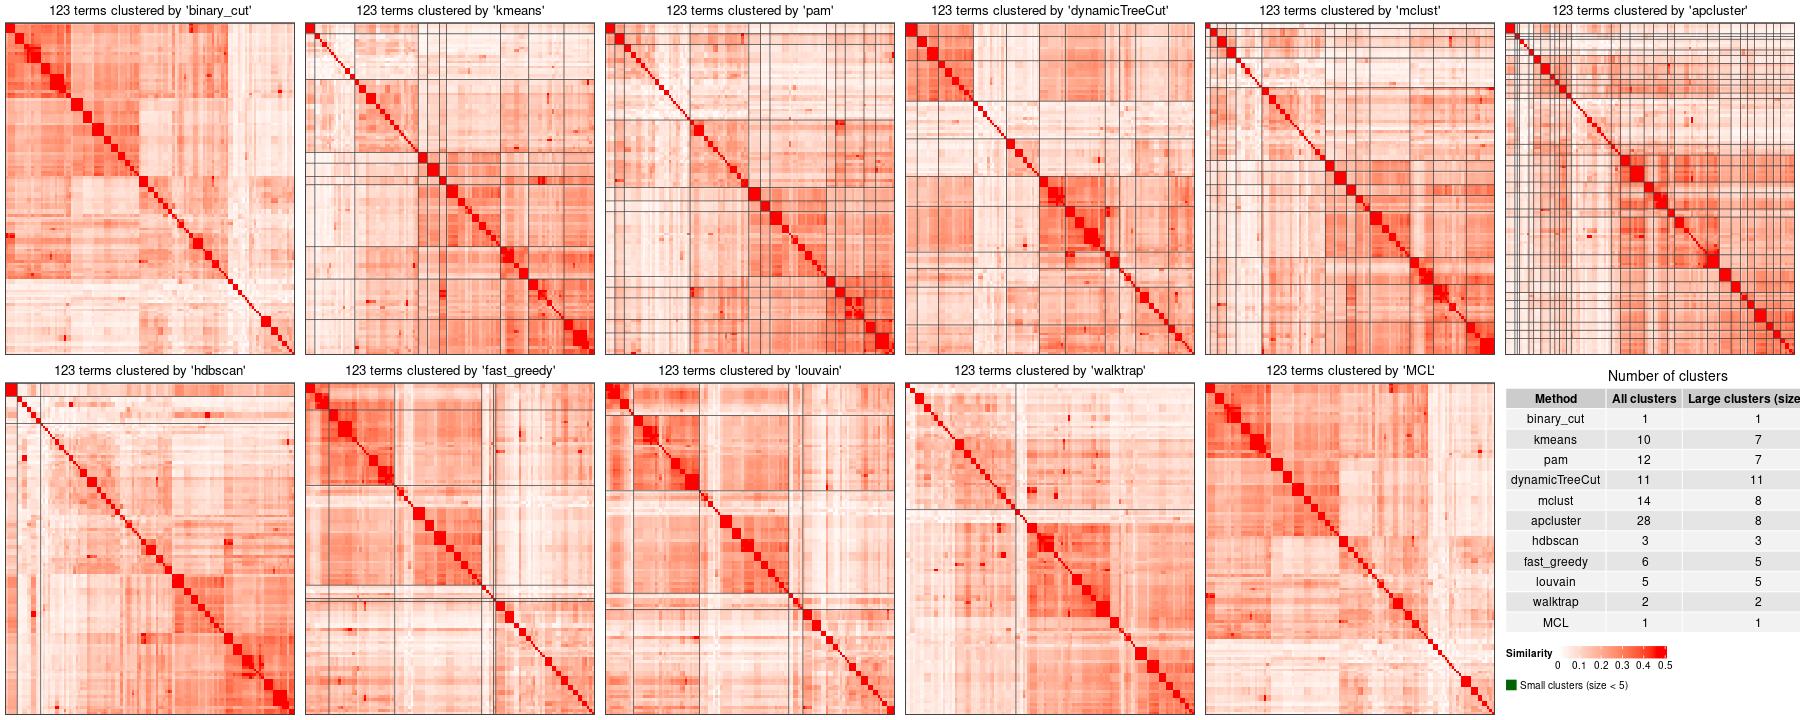 123 terms clustered by 'binary_cut'
123 terms clustered by 'kmeans'
123 terms clustered by 'pam'
123 terms clustered by 'dynamicTreeCut'
123 terms clustered by 'mclust'
123 terms clustered by 'apcluster'
123 terms clustered by 'hdbscan'
123 terms clustered by 'fast_greedy'
123 terms clustered by 'louvain'
123 terms clustered by 'walktrap'
123 terms clustered by 'MCL'
Number of clusters
Method All clusters Large clusters (size
binary_cut 1 1
kmeans 10 7
pam 12 7
dynamicTreeCut 11 11
mclust 14 8
apcluster 28 8
hdbscan 3 3
fast_greedy 6 5
louvain 5 5
walktrap 2 2
MCL 1 1
Similarity
0 0.1 0.2 0.3 0.4 0.5
Small clusters (size < 5)